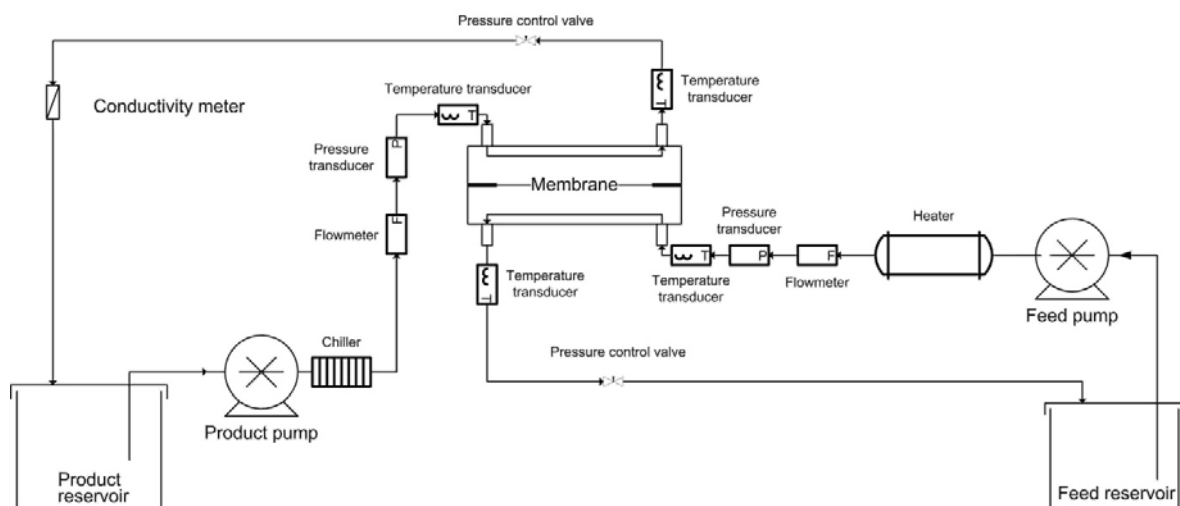 Pressure control valve
Temperature transducer
Temperature
transducer
Conductivity meter
T
T
P
Pressure
transducer
Membrane
F
Flowmeter
Pressure
transducer
Heater
T
P
F
Temperature
transducer
T
Temperature
transducer
Flowmeter
Feed pump
Chiller
Pressure control valve
Product pump
Product
reservoir
Feed reservoir